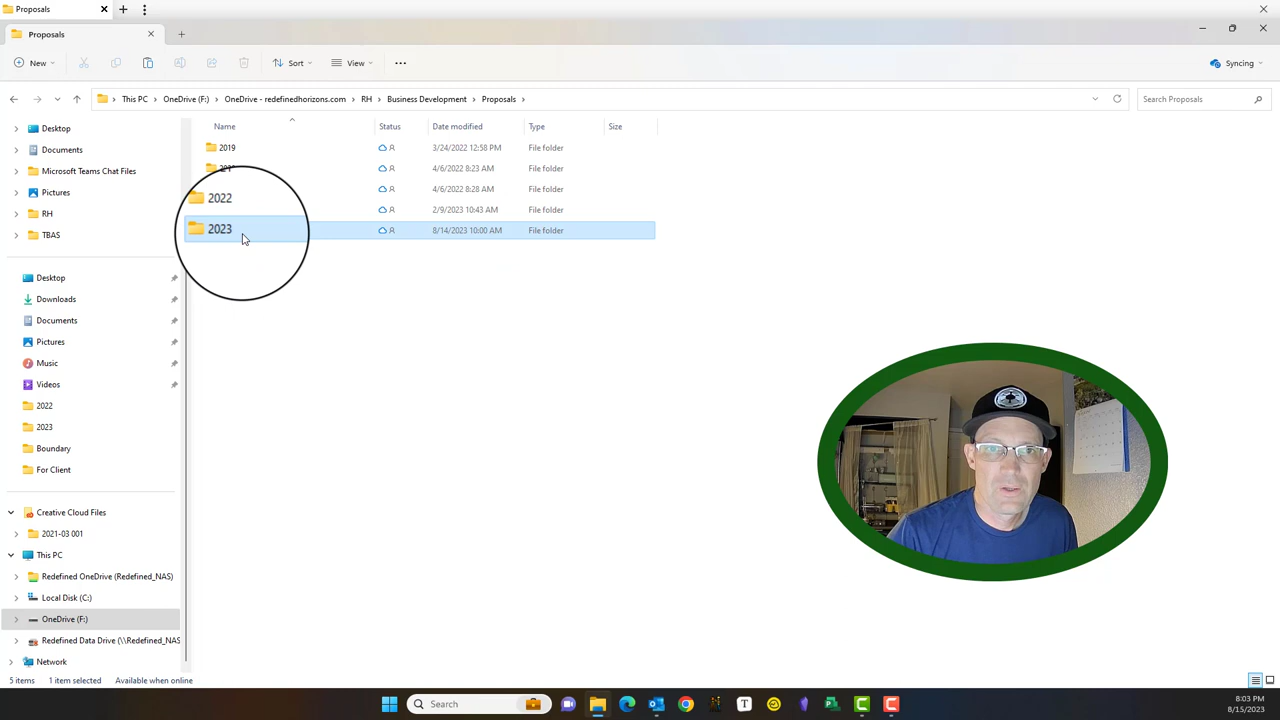 Proposals
Proposals
New
Sort
View
Syncing
This PC
OneDrive (F:)
OneDrive - redefinedhorizons.com
RH
Business Development
Proposals
Search Proposals
Name
Status
Date modified
Type
Size
Desktop
Documents
Microsoft Teams Chat Files
Pictures
RH
TBAS
2019
3/24/2022 12:58 PM
File folder
4/6/2022 8:23 AM
File folder
4/6/2022 8:28 AM
File folder
2022
2/9/2023 10:43 AM
File folder
2023
8/14/2023 10:00 AM
File folder
Desktop
Downloads
Documents
Pictures
Music
Videos
2022
2023
Boundary
For Client
Creative Cloud Files
2021-03 001
This PC
Redefined OneDrive (Redefined_NAS)
Local Disk (C:)
OneDrive (F:)
Redefined Data Drive (\\Redefined_NAS
Network
5 items
1 item selected
Available when online
Search
8:03 PM
8/15/2023